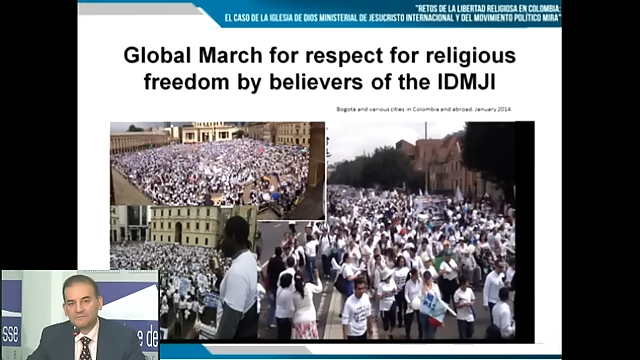 "RETOS DE LA LIBERTAD RELIGIOSA EN COLOMBIA:
EL CASO DE LA IGLESIA DE DIOS MINISTERIAL DE JESUCRISTO INTERNACIONAL Y DEL MOVIMIENTO POLÍTICO MIRA"
Global March for respect for religious
freedom by believers of the IDMJI
Bogotá and various cities in Colombia and abroad. January 2014
sse
e de